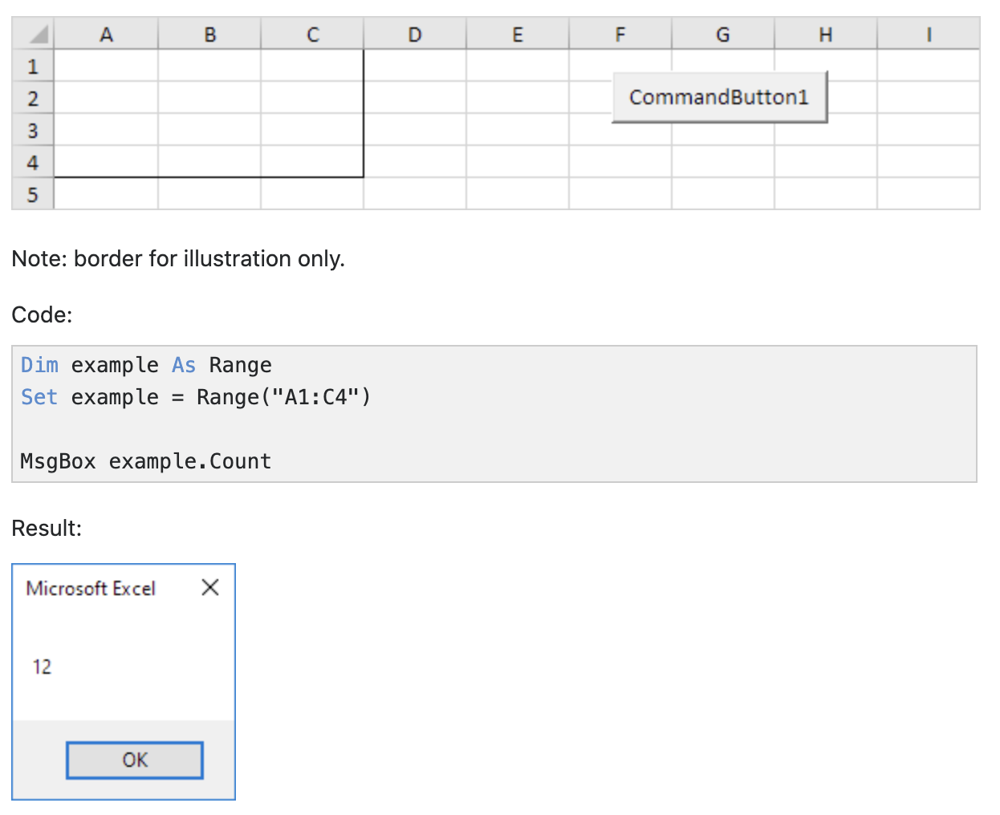 A B C D E F G H I
1
2 CommandButton1
3
4
5
Note: border for illustration only.
Code:
Dim example As Range
Set example = Range("A1:C4")
MsgBox example.Count
Result:
Microsoft Excel
12
OK